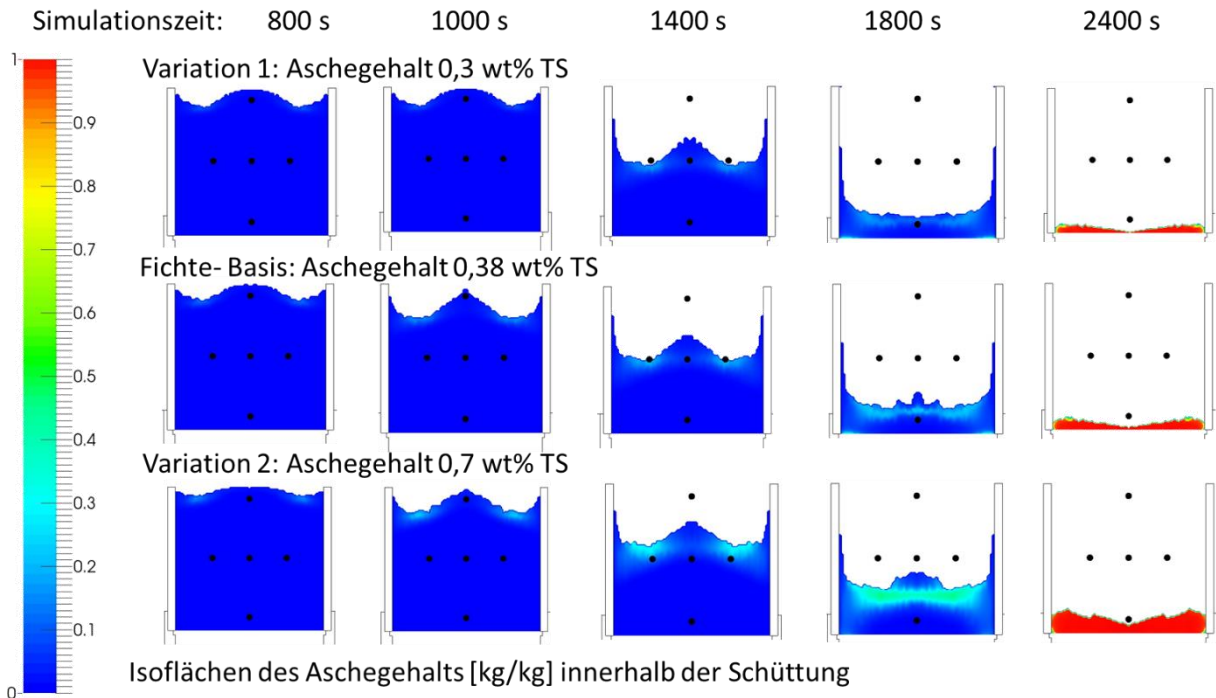 Simulationszeit: 800 s 1000 s 1400 s 1800 s 2400 s
1
Variation 1: Aschegehalt 0,3 wt% TS
0.9
0.8
0.7
Fichte- Basis: Aschegehalt 0,38 wt% TS
0.6
0.5
0.4
Variation 2: Aschegehalt 0,7 wt% TS
0.3
0.2
0.1
Isoflächen des Aschegehalts [kg/kg] innerhalb der Schüttung
0